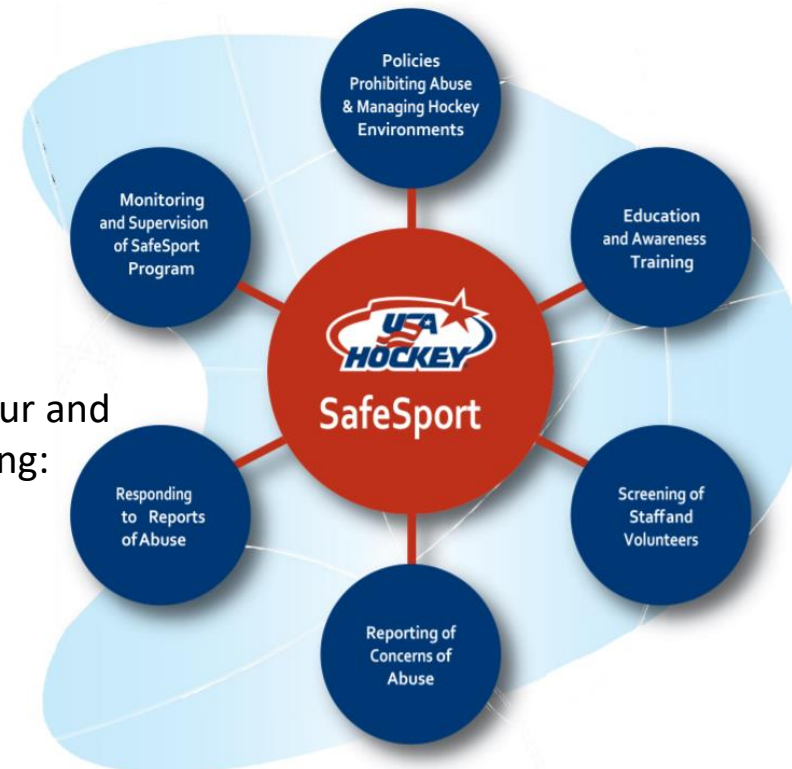 Policies
Prohibiting Abuse
& Managing Hockey
Environments
Education
and Awareness
Training
Screening of
Staff and
Volunteers
Reporting of
Concerns of
Abuse
Responding
to Reports
of Abuse
Monitoring
and Supervision
of SafeSport
Program
USA
HOCKEY
SafeSport
ur and
ng: